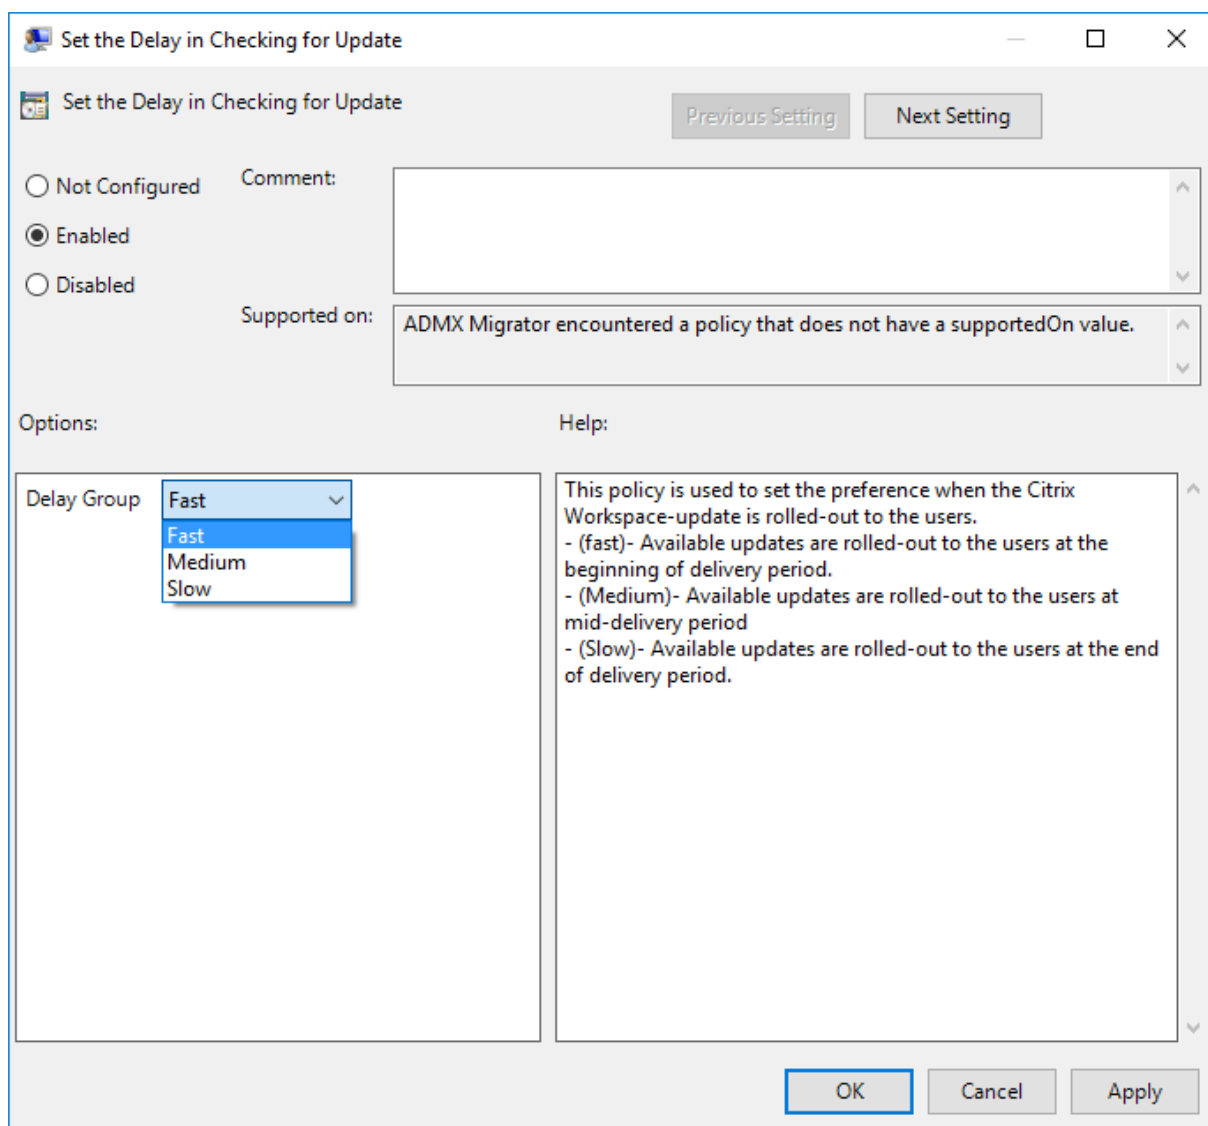 Set the Delay in Checking for Update
Set the Delay in Checking for Update
Previous Setting
Next Setting
Not Configured
Comment:
Enabled
Disabled
Supported on:
ADMX Migrator encountered a policy that does not have a supportedOn value.
Options:
Help:
Delay Group
Fast
Fast
Medium
Slow
This policy is used to set the preference when the Citrix
Workspace-update is rolled-out to the users.
- (fast)- Available updates are rolled-out to the users at the
beginning of delivery period.
- (Medium)- Available updates are rolled-out to the users at
mid-delivery period
- (Slow)- Available updates are rolled-out to the users at the end
of delivery period.
OK
Cancel
Apply